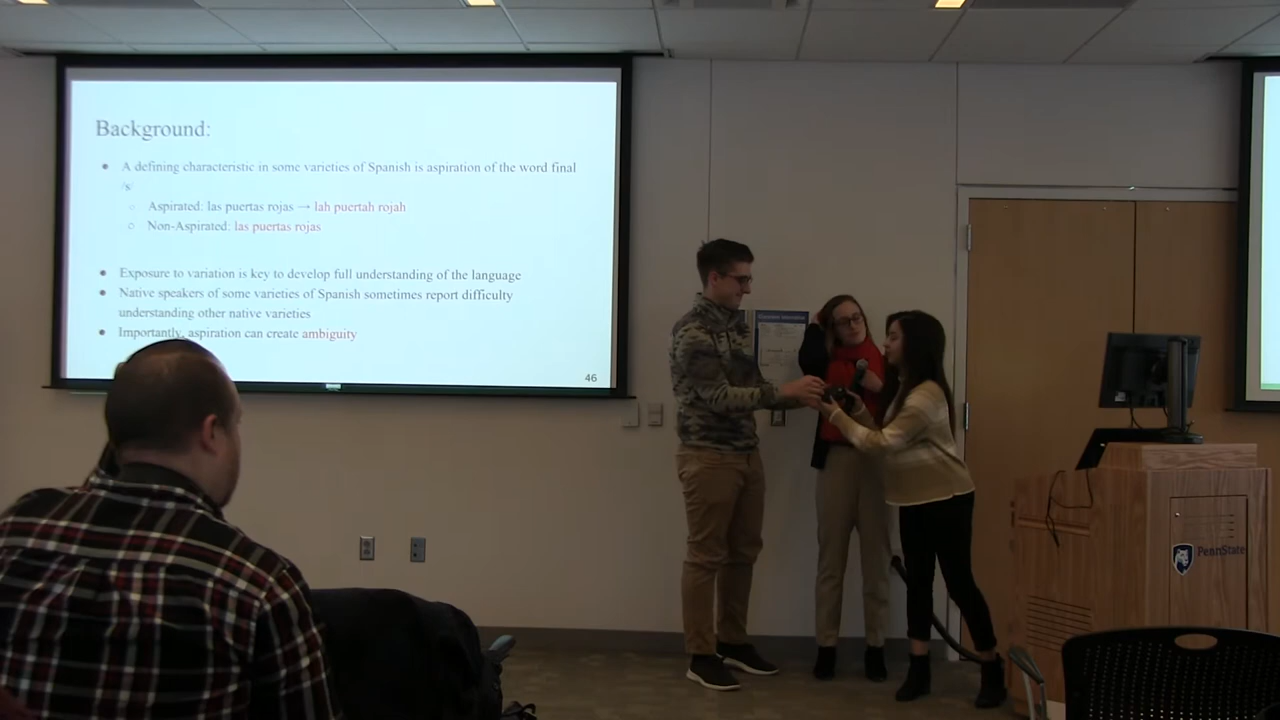 Background:
● A defining characteristic in some varieties of Spanish is aspiration of the word final
/s/
○ Aspirated: las puertas rojas → lah puertah rojah
○ Non-Aspirated: las puertas rojas
● Exposure to variation is key to develop full understanding of the language
● Native speakers of some varieties of Spanish sometimes report difficulty
understanding other native varieties
● Importantly, aspiration can create ambiguity
46
PennState